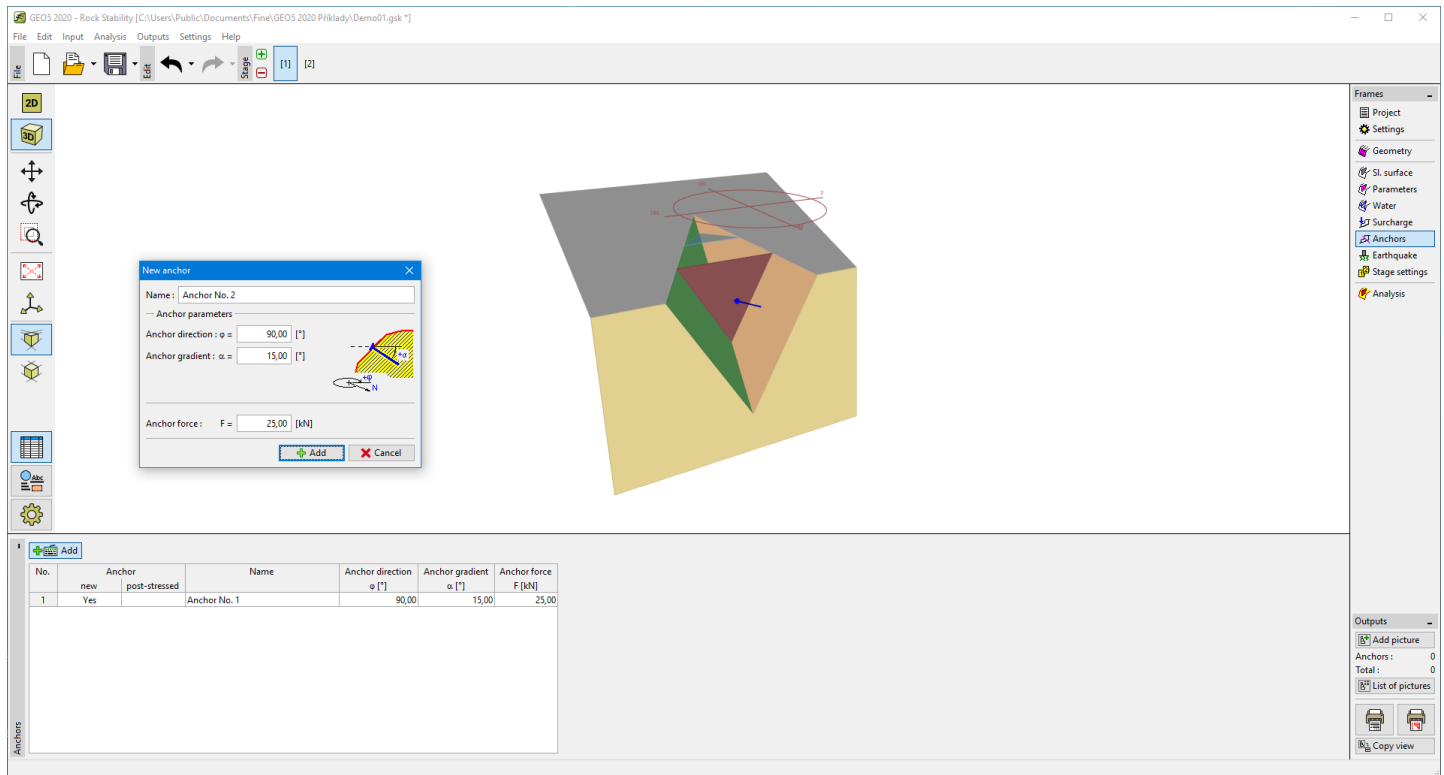 GEO5 2020 - Rock Stability [C:\Users\Public\Documents\Fine\GEO5 2020 Příklady\Demo01.gsk *]
File Edit Input Analysis Outputs Settings Help
File
Edit
Stage
[1] [2]
2D
3D
Abc
New anchor
Name : Anchor No. 2
Anchor parameters
Anchor direction : φ = 90,00 [°]
Anchor gradient : α = 15,00 [°]
+α
+φ
N
Anchor force : F = 25,00 [kN]
Add Cancel
0
180
Frames
Project
Settings
Geometry
Sl. surface
Parameters
Water
Surcharge
Anchors
Earthquake
Stage settings
Analysis
Add
No. Anchor Name Anchor direction Anchor gradient Anchor force
new post-stressed φ [°] α [°] F [kN]
1 Yes Anchor No. 1 90,00 15,00 25,00
Anchors
Outputs
Add picture
Anchors : 0
Total : 0
List of pictures
Copy view